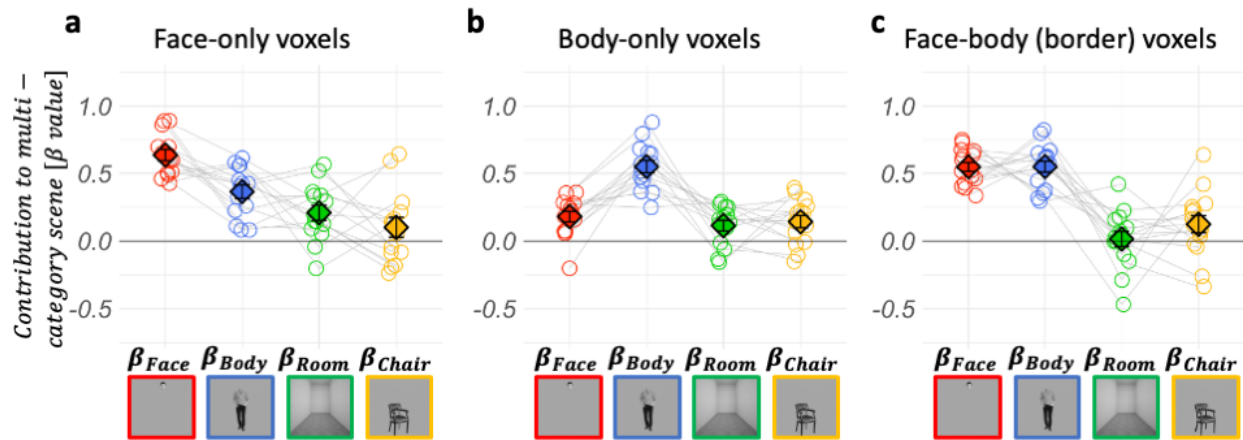 a Face-only voxels
b Body-only voxels
c Face-body (border) voxels
Contribution to multi −
category scene [β value]
1.0
0.5
0.0
-0.5
1.0
0.5
0.0
-0.5
1.0
0.5
0.0
-0.5
βFace βBody βRoom βChair
βFace βBody βRoom βChair
βFace βBody βRoom βChair